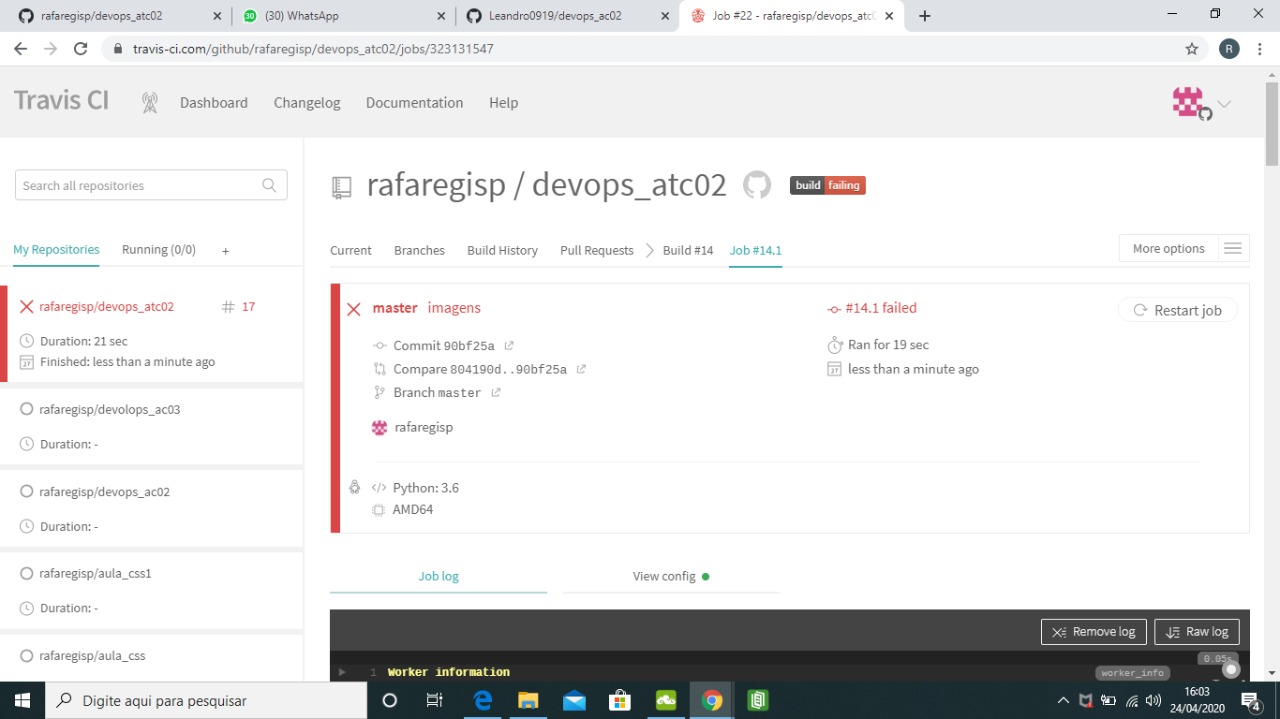 rafaregisp/devops_atc02
(30) WhatsApp
Leandro0919/devops_ac02
Job #22 - rafaregisp/devops_atc
travis-ci.com/github/rafaregisp/devops_atc02/jobs/323131547
R
Travis CI
Dashboard
Changelog
Documentation
Help
Search all repositories
rafaregisp / devops_atc02
build failing
My Repositories
Running (0/0)
+
Current
Branches
Build History
Pull Requests
Build #14
Job #14.1
More options
rafaregisp/devops_atc02
# 17
Duration: 21 sec
Finished: less than a minute ago
rafaregisp/devolops_ac03
Duration: -
rafaregisp/devops_ac02
Duration: -
rafaregisp/aula_css1
Duration: -
rafaregisp/aula_css
master imagens
#14.1 failed
Restart job
Commit 90bf25a
Ran for 19 sec
Compare 804190d..90bf25a
less than a minute ago
Branch master
rafaregisp
Python: 3.6
AMD64
Job log
View config
Remove log
Raw log
0.05s
1 Worker information
worker_info
Digite aqui para pesquisar
16:03
24/04/2020
4